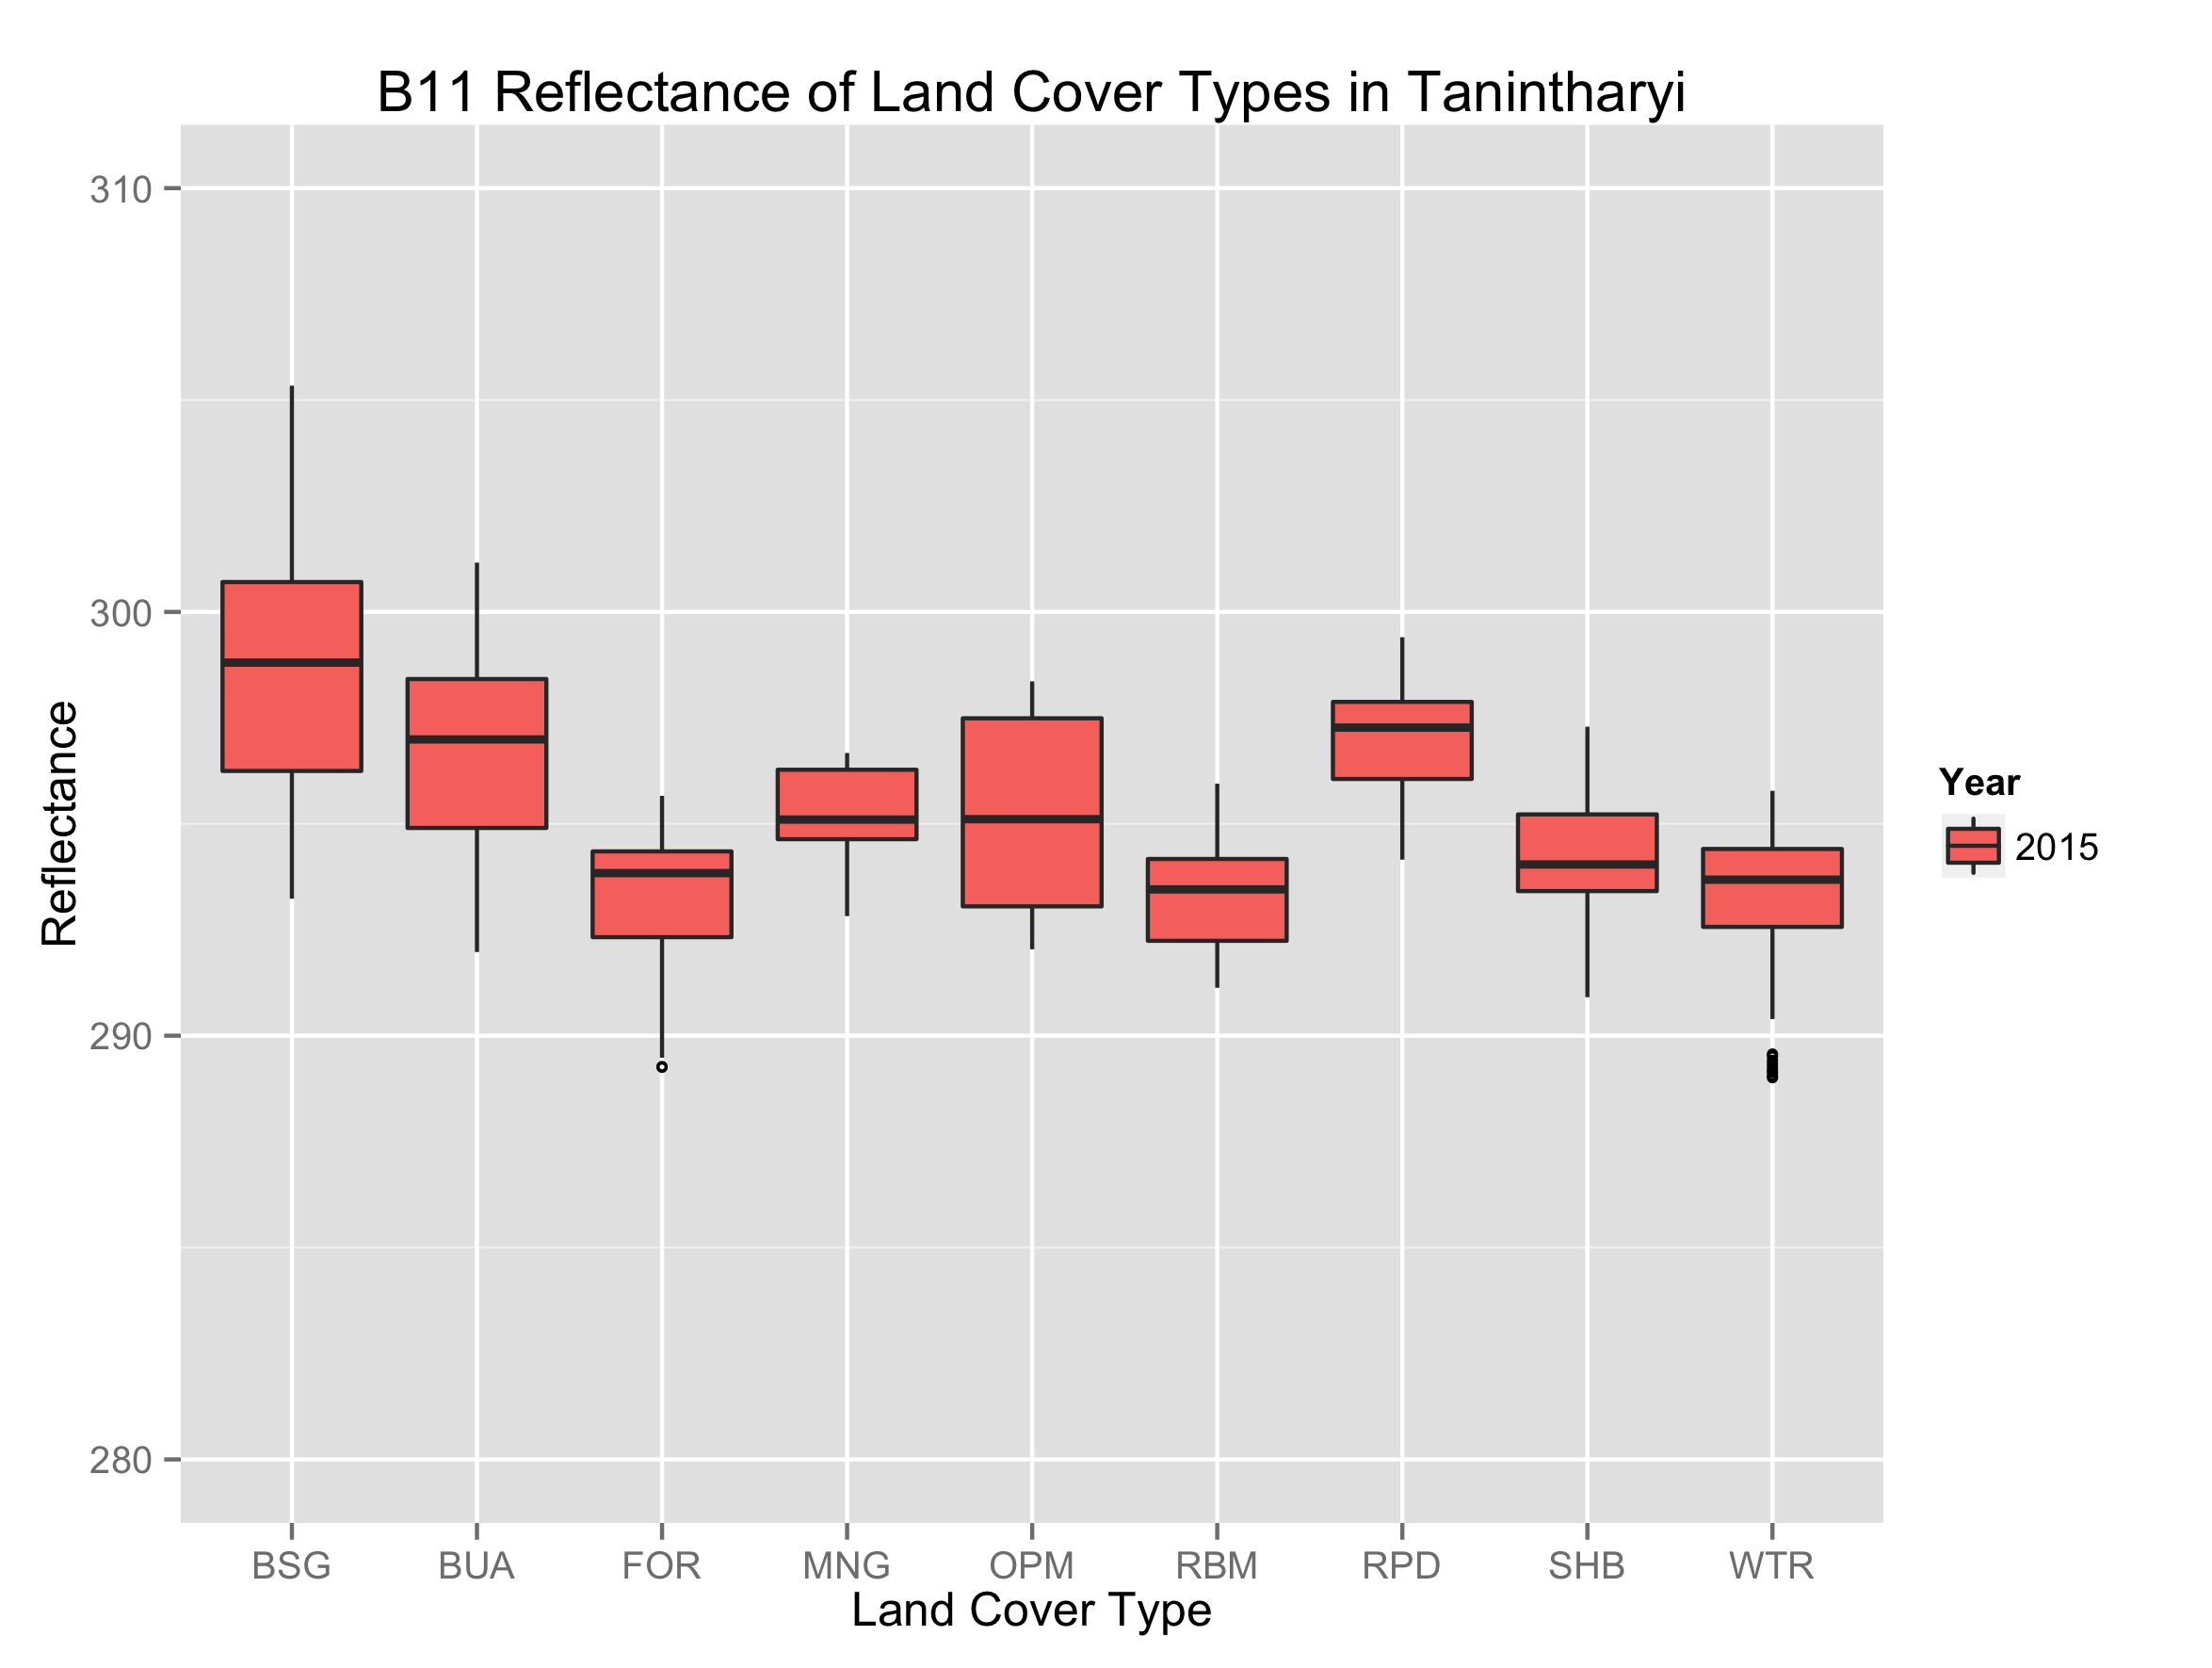 B11 Reflectance of Land Cover Types in Tanintharyi
310
300
290
280
Reflectance
BSG BUA FOR MNG OPM RBM RPD SHB WTR
Land Cover Type
Year
2015